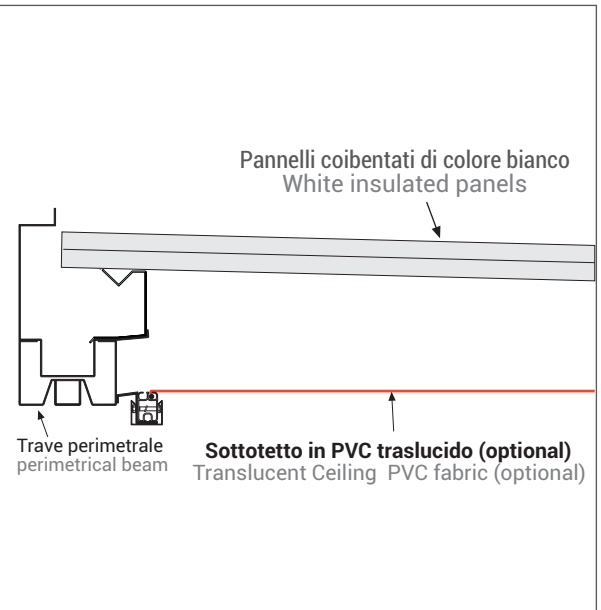 Pannelli coibentati di colore bianco
White insulated panels
Trave perimetrale
perimetrical beam
Sottotetto in PVC traslucido (optional)
Translucent Ceiling PVC fabric (optional)